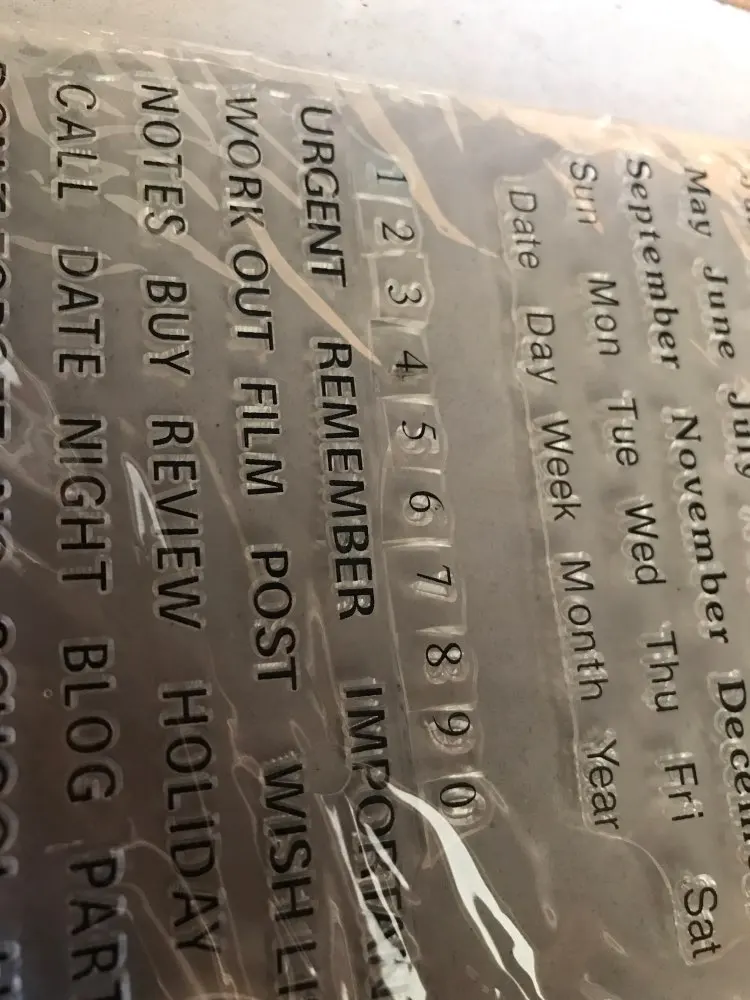 May June July
September November
Sun Mon Tue Wed Thu Fri Sat
Date Day Week Month Year
1 2 3 4 5 6 7 8 9 0
URGENT REMEMBER
WORK OUT FILM POST WISH
NOTES BUY REVIEW HOLIDAY
CALL DATE NIGHT BLOG